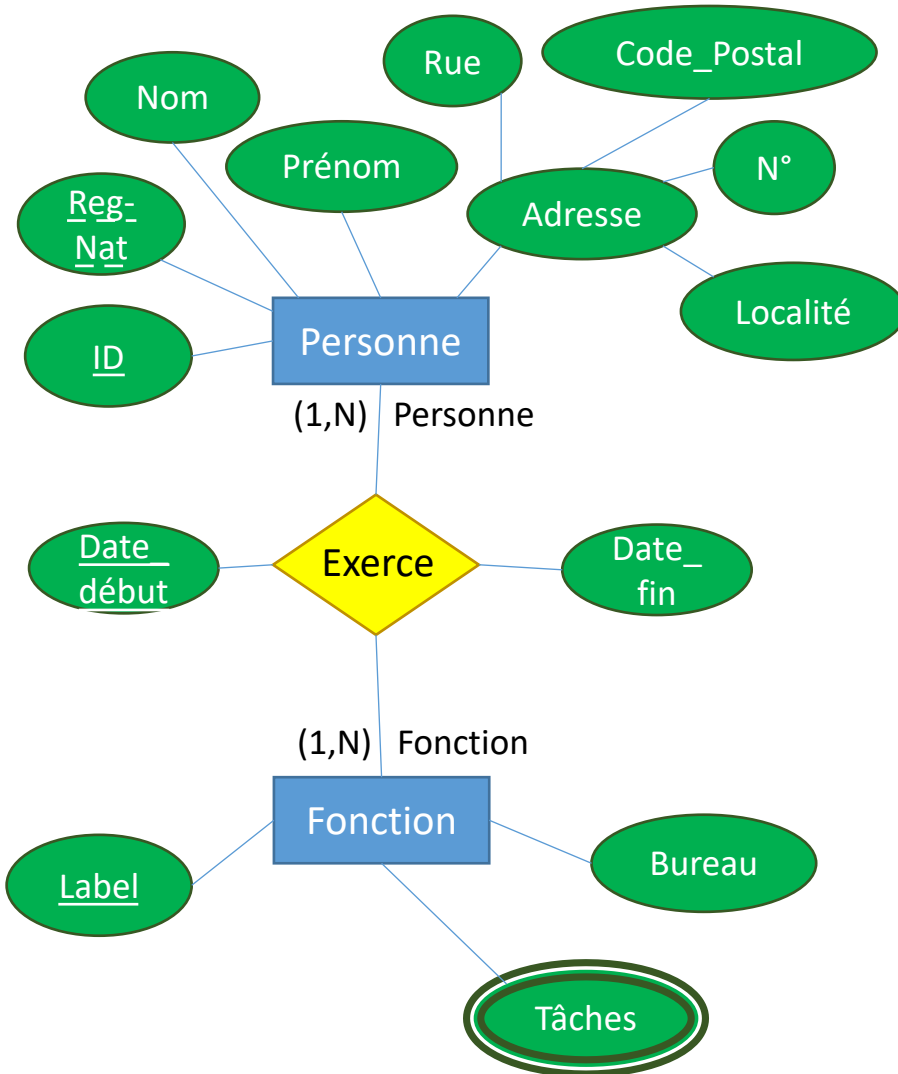 Rue
Code_Postal
Nom
Prénom
N°
Reg-
Nat
Adresse
Localité
ID
Personne
(1,N) Personne
Date_
début
Exerce
Date_
fin
(1,N) Fonction
Fonction
Label
Bureau
Tâches